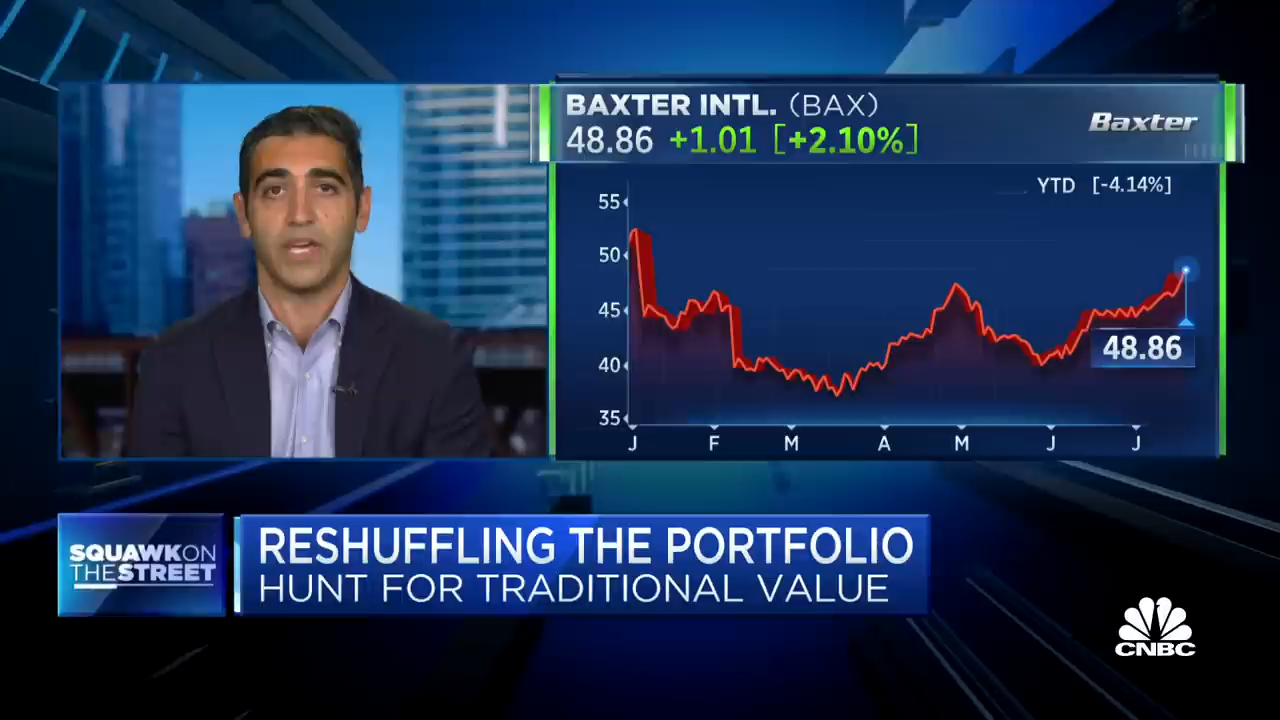 BAXTER INTL. (BAX)
48.86 +1.01 [+2.10%]
Baxter
YTD [-4.14%]
55
50
45
40
35
48.86
J F M A M J J
SQUAWK ON
THE STREET
RESHUFFLING THE PORTFOLIO
HUNT FOR TRADITIONAL VALUE
CNBC